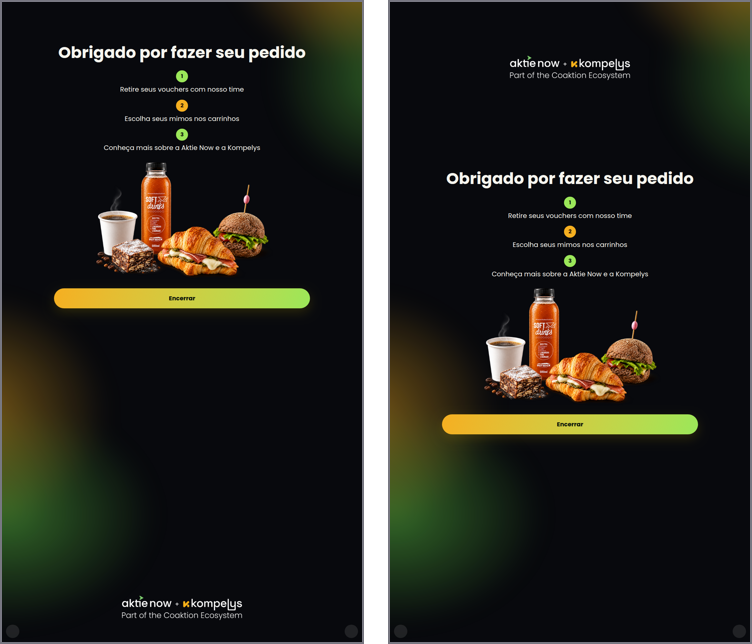 Obrigado por fazer seu pedido
1
Retire seus vouchers com nosso time
2
Escolha seus mimos nos carrinhos
3
Conheça mais sobre a Aktie Now e a Kompelys
SOFT
drinks
Encerrar
aktie now + kompelys
Part of the Coaktion Ecosystem
aktie now + kompelys
Part of the Coaktion Ecosystem
Obrigado por fazer seu pedido
1
Retire seus vouchers com nosso time
2
Escolha seus mimos nos carrinhos
3
Conheça mais sobre a Aktie Now e a Kompelys
SOFT
drinks
Encerrar